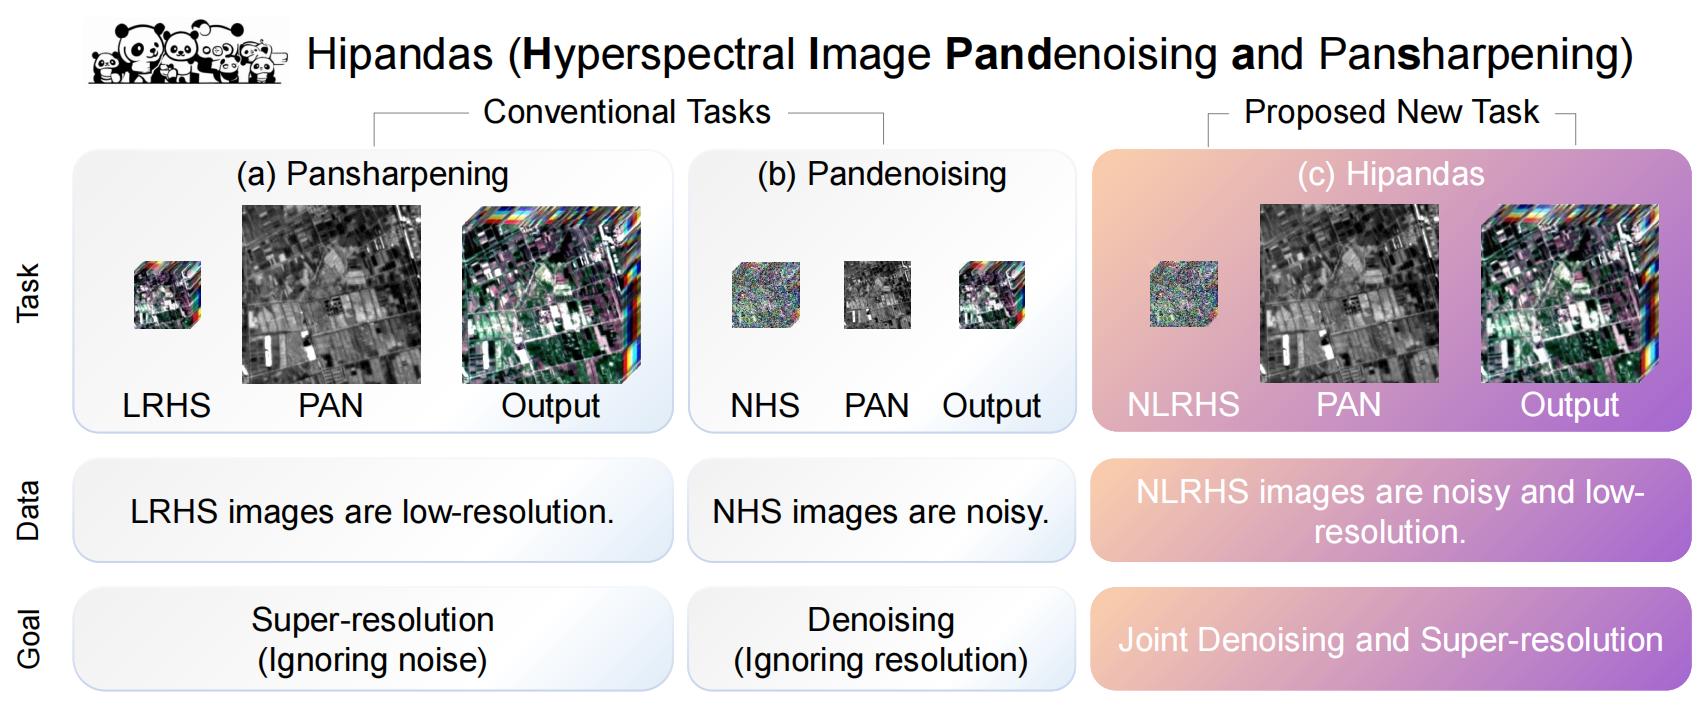 Hipandas (Hyperspectral Image Pandenoising and Pansharpening)
Conventional Tasks
Proposed New Task
Task
(a) Pansharpening
LRHS
PAN
Output
(b) Pandenoising
NHS
PAN
Output
(c) Hipandas
NLRHS
PAN
Output
Data
LRHS images are low-resolution.
NHS images are noisy.
NLRHS images are noisy and low-
resolution.
Goal
Super-resolution
(Ignoring noise)
Denoising
(Ignoring resolution)
Joint Denoising and Super-resolution